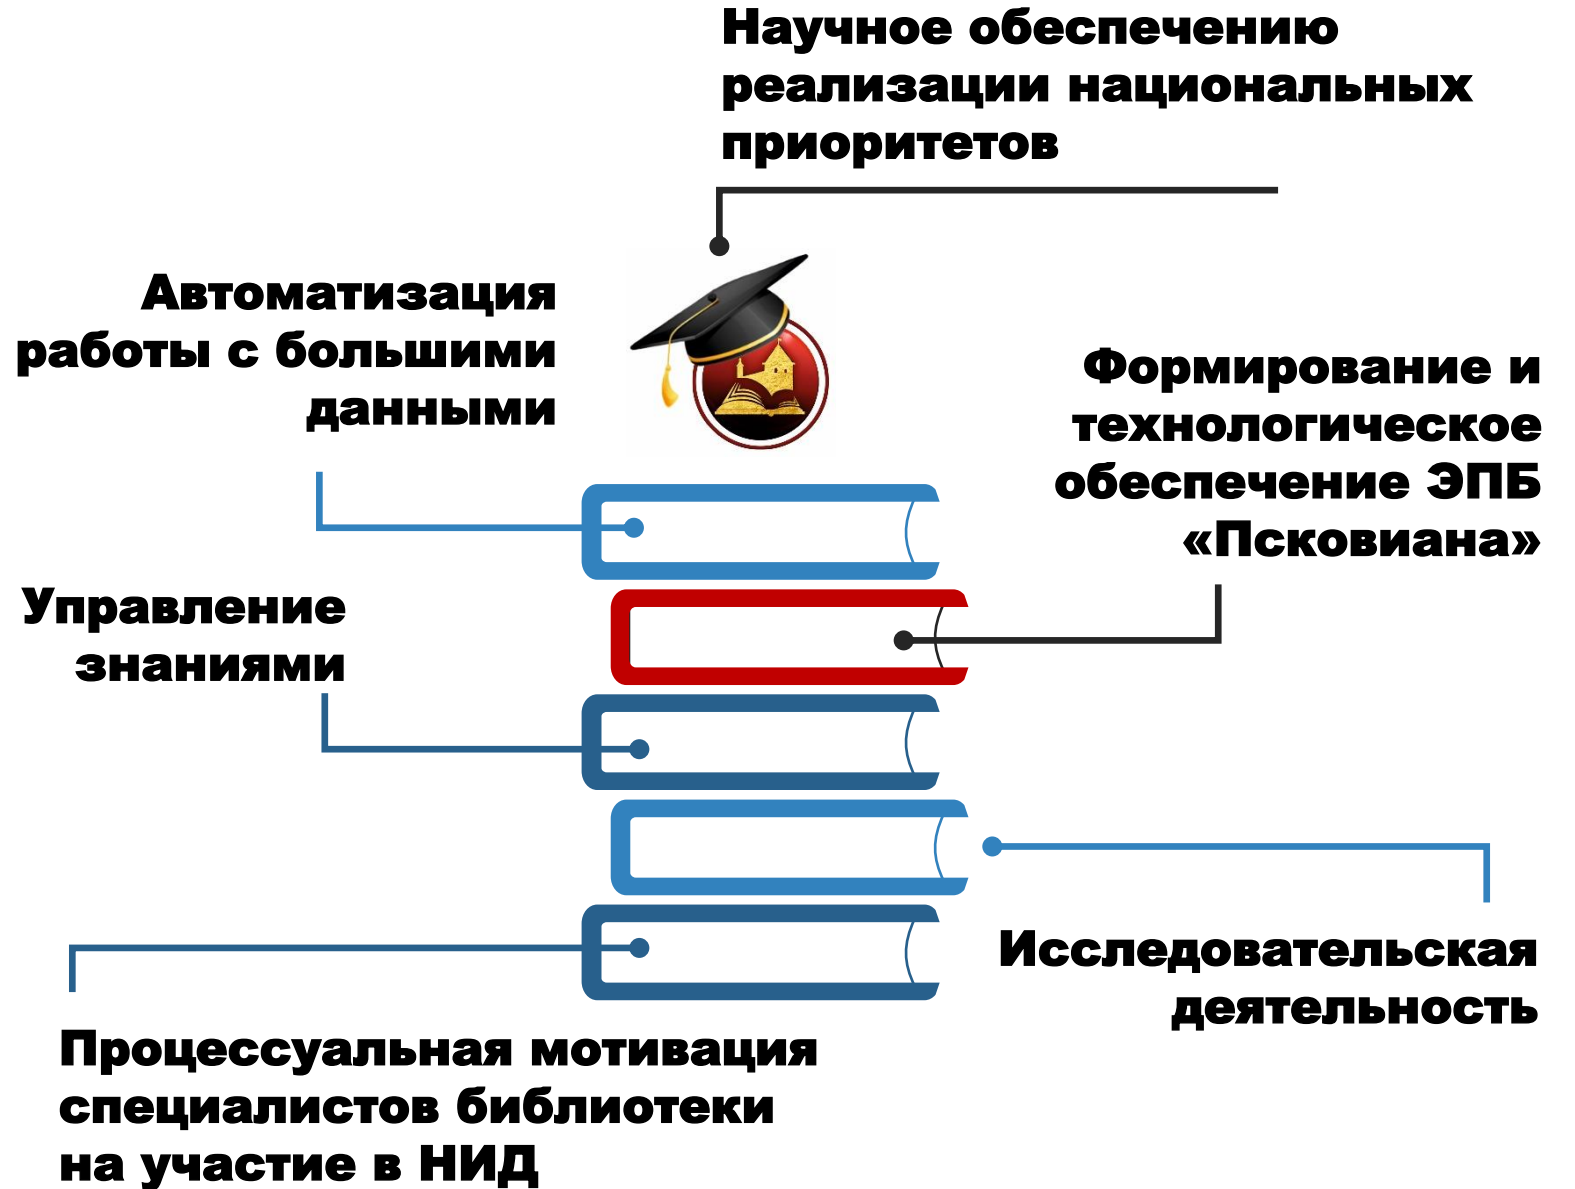 Научное обеспечению
реализации национальных
приоритетов
Автоматизация
работы с большими
данными
Формирование и
технологическое
обеспечение ЭПБ
«Псковиана»
Управление
знаниями
Исследовательская
деятельность
Процессуальная мотивация
специалистов библиотеки
на участие в НИД